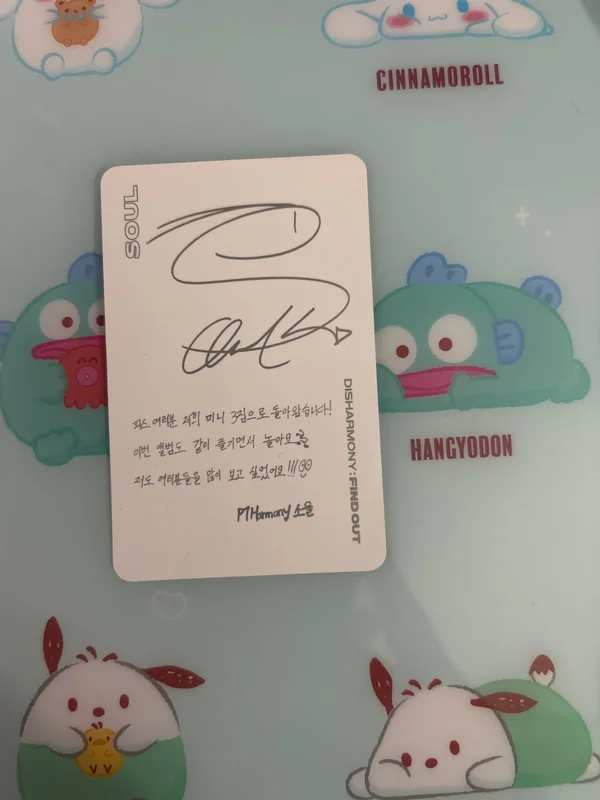 CINNAMOROLL
SOUL
피스 여러분 저희 미니 3집으로 돌아왔습니다!
이번 앨범도 같이 즐기면서 놀아요
저도 여러분들을 많이 보고 싶었어요!!!
P1Harmony 소울
DISHARMONY: FIND OUT
HANGYODON